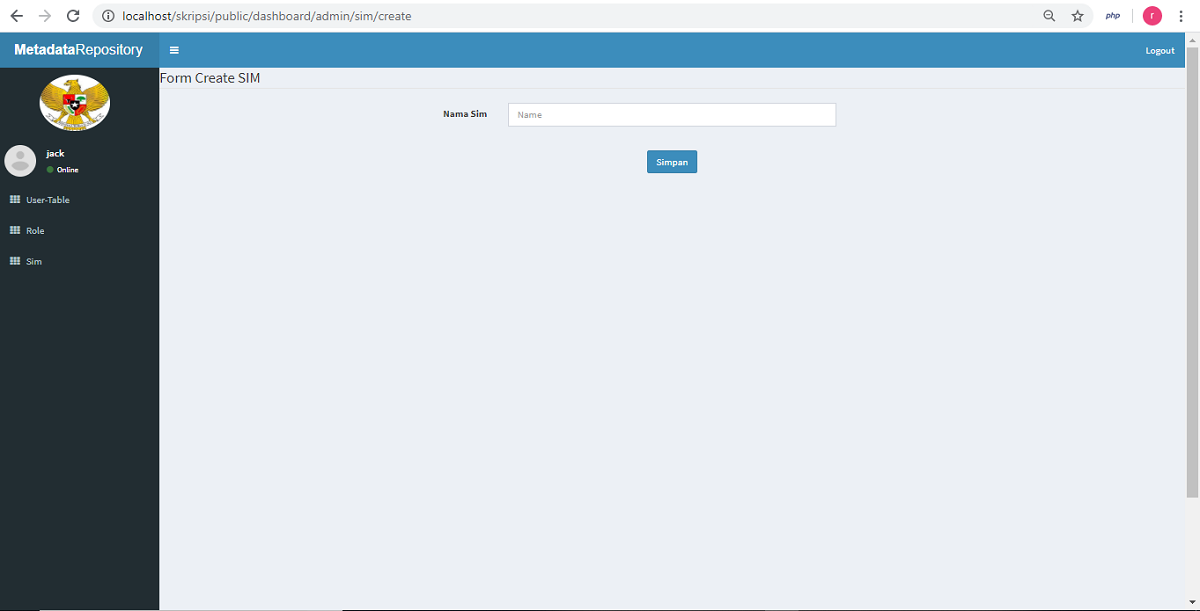 localhost/skripsi/public/dashboard/admin/sim/create
php
r
MetadataRepository
Logout
Form Create SIM
Nama Sim
Name
Simpan
jack
Online
User-Table
Role
Sim